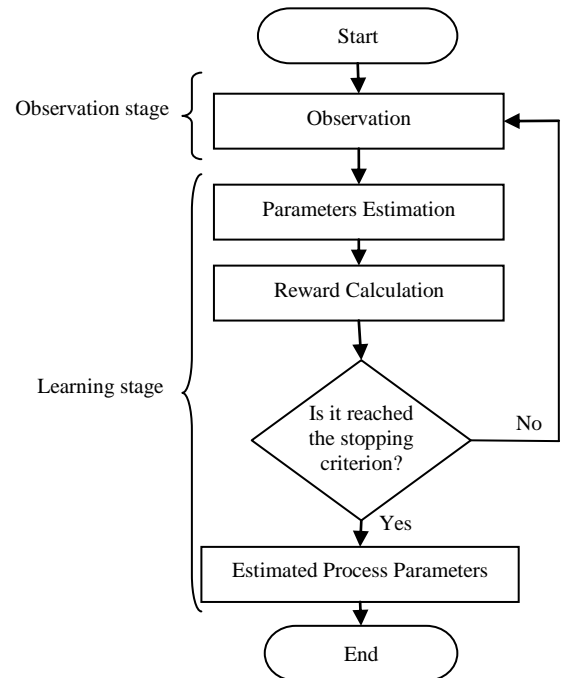 Start
Observation stage
Observation
Parameters Estimation
Reward Calculation
Learning stage
Is it reached
the stopping
criterion?
No
Yes
Estimated Process Parameters
End